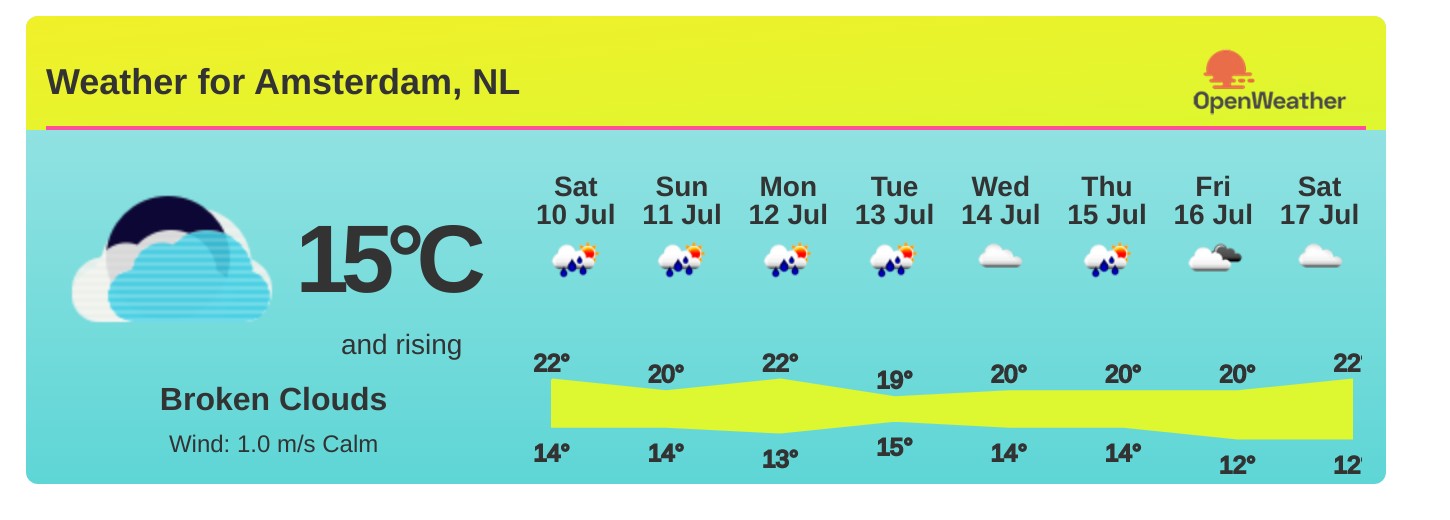 Weather for Amsterdam, NL
OpenWeather
15°C
and rising
Broken Clouds
Wind: 1.0 m/s Calm
Sat Sun Mon Tue Wed Thu Fri Sat
10 Jul 11 Jul 12 Jul 13 Jul 14 Jul 15 Jul 16 Jul 17 Jul
22° 20° 22° 19° 20° 20° 20° 22°
14° 14° 13° 15° 14° 14° 12° 12°